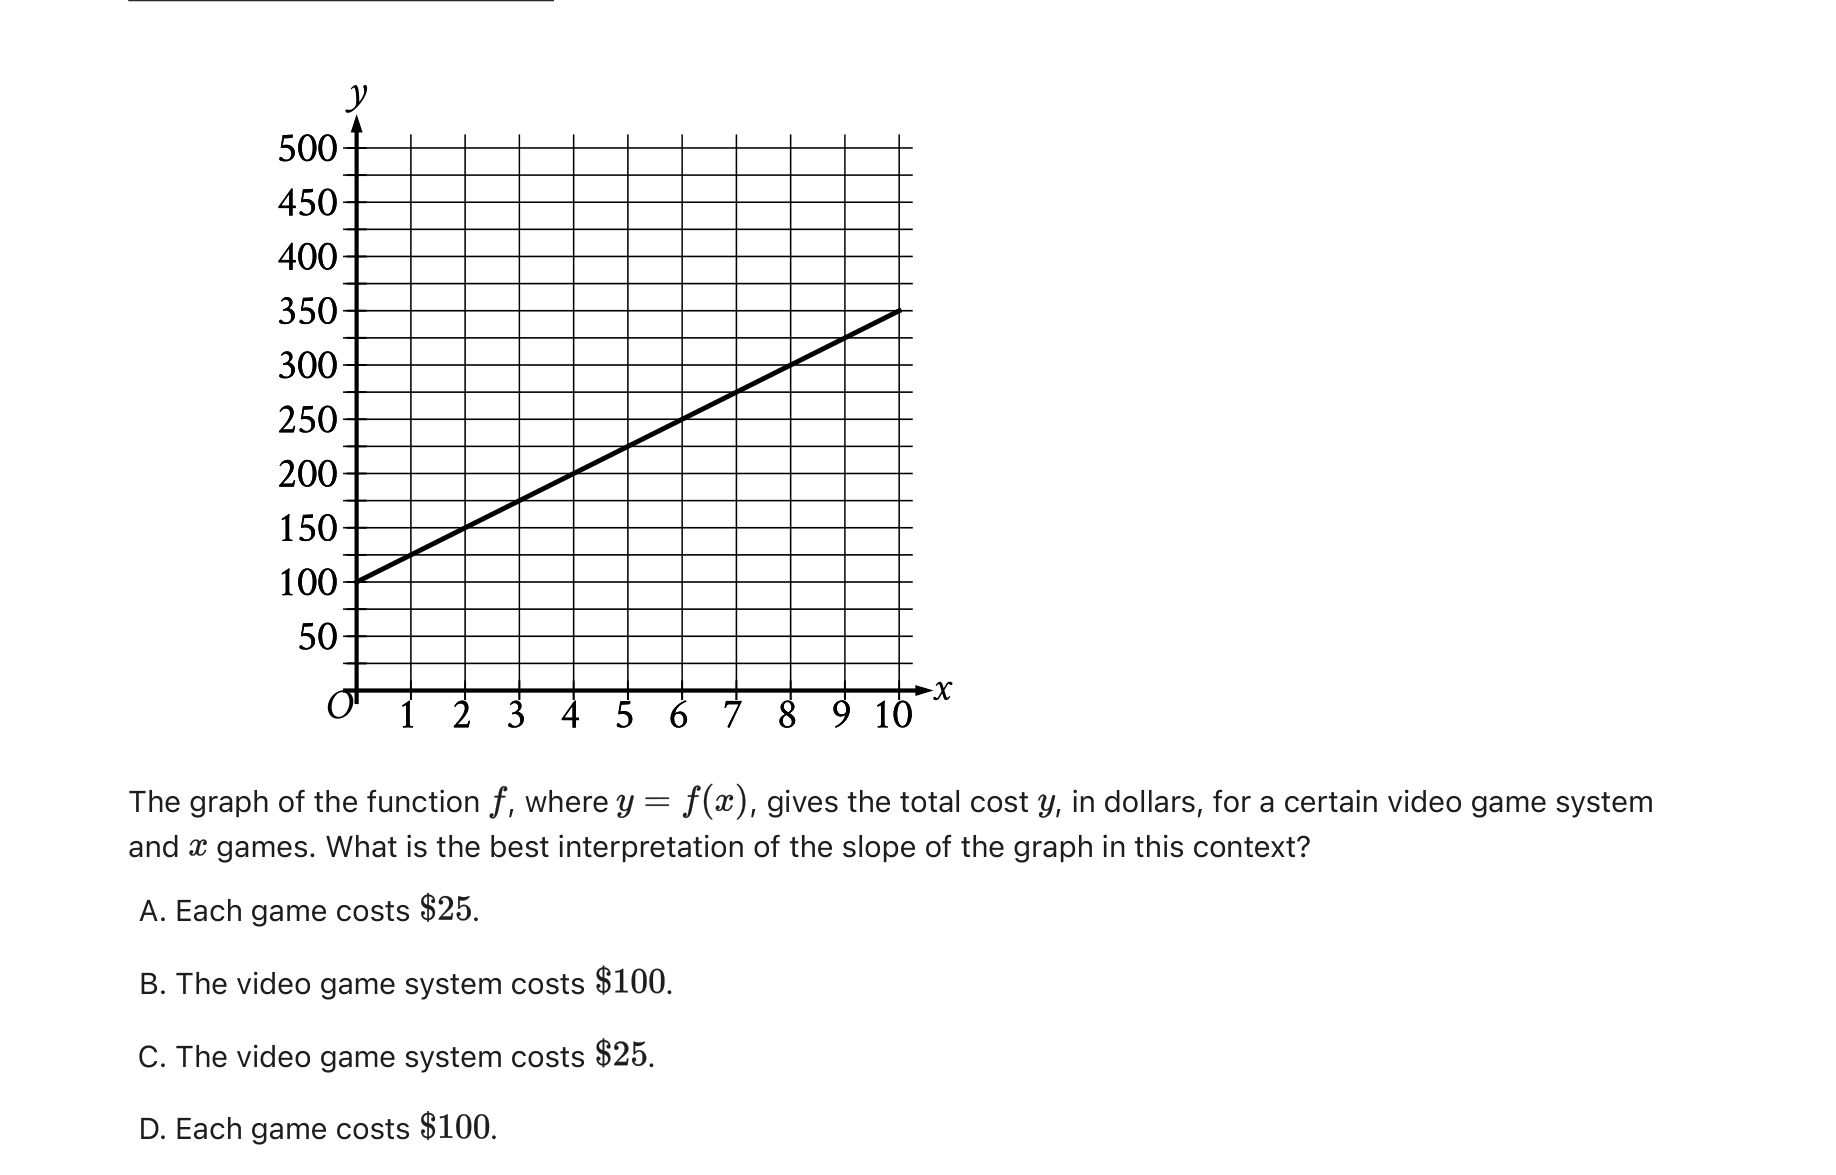 y
500
450
400
350
300
250
200
150
100
50
O 1 2 3 4 5 6 7 8 9 10 x
The graph of the function f, where y = f(x), gives the total cost y, in dollars, for a certain video game system
and x games. What is the best interpretation of the slope of the graph in this context?
A. Each game costs $25.
B. The video game system costs $100.
C. The video game system costs $25.
D. Each game costs $100.